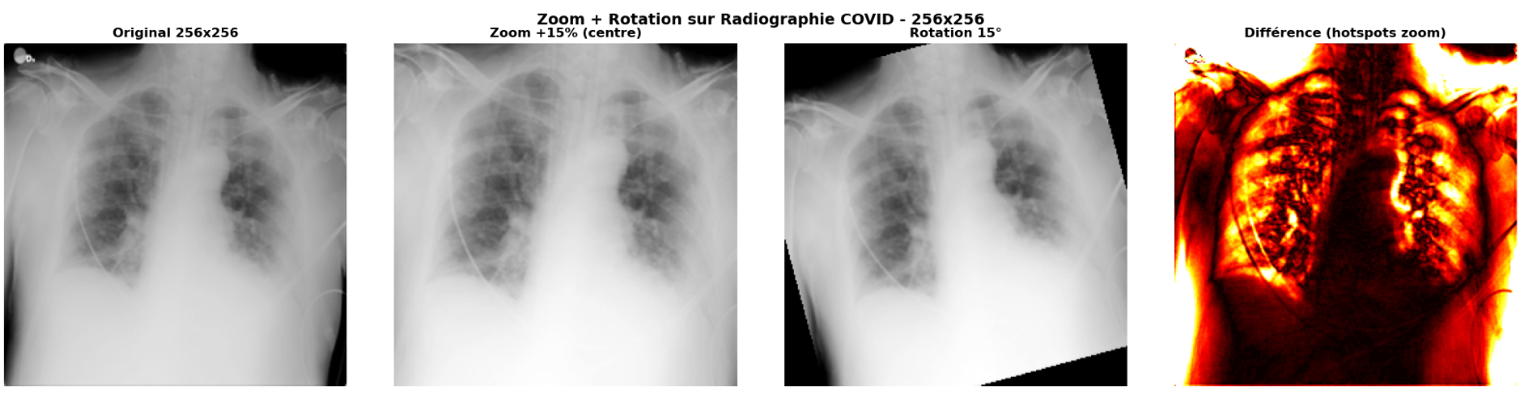 Zoom + Rotation sur Radiographie COVID - 256x256
Original 256x256
Zoom +15% (centre)
Rotation 15°
Différence (hotspots zoom)